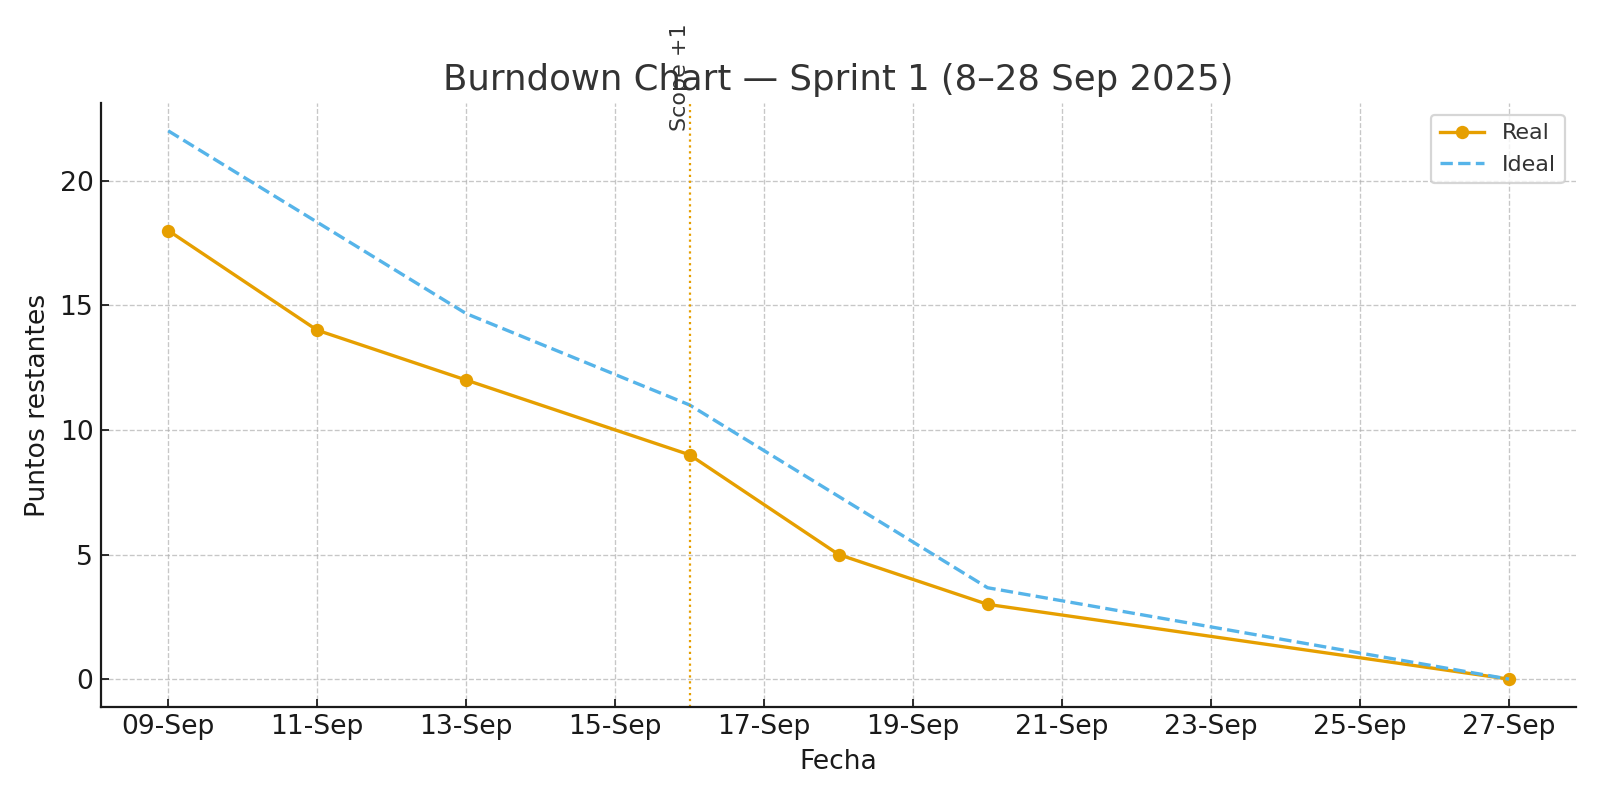 Scope +1
Burndown Chart — Sprint 1 (8–28 Sep 2025)
Real
Ideal
Puntos restantes
20
15
10
5
0
09-Sep 11-Sep 13-Sep 15-Sep 17-Sep 19-Sep 21-Sep 23-Sep 25-Sep 27-Sep
Fecha